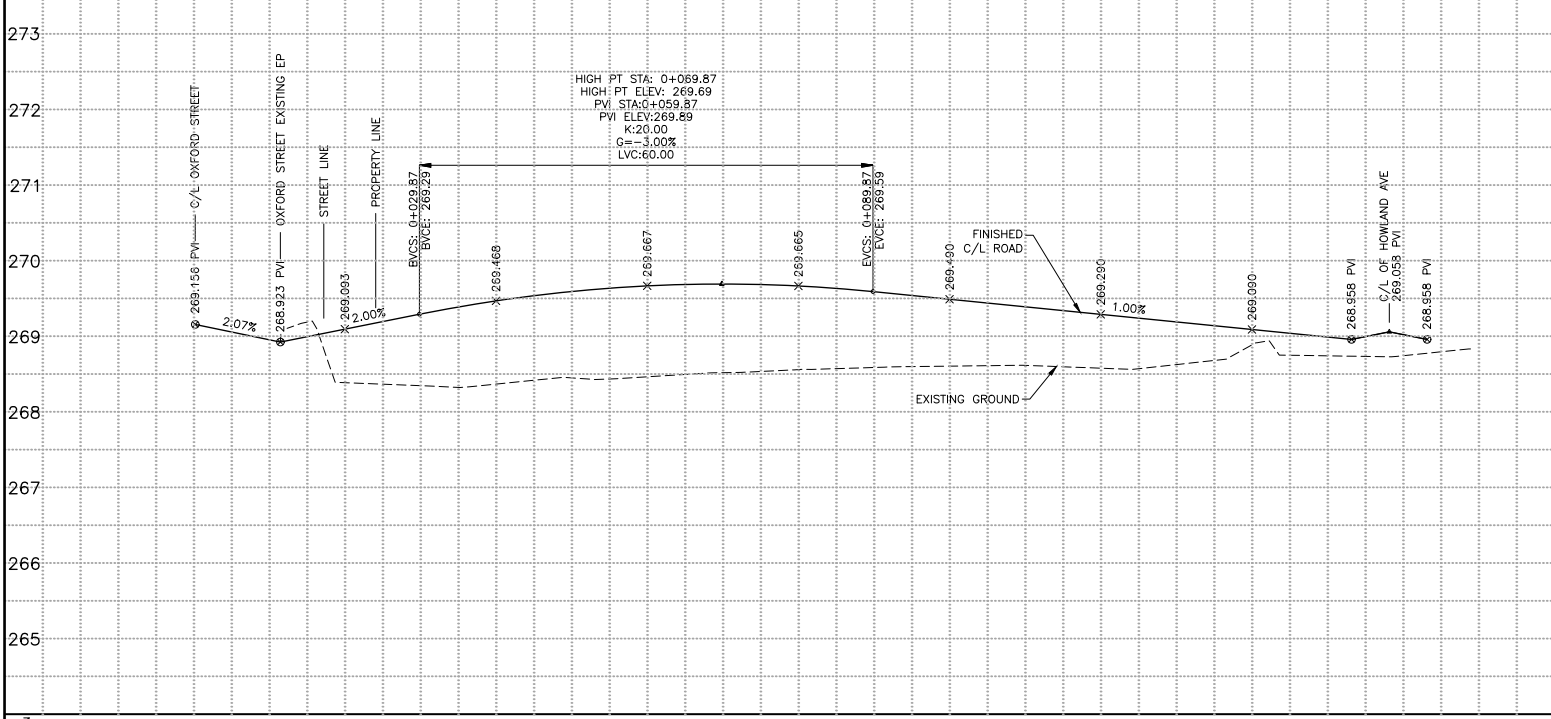 273
272
271
270
269
268
267
266
265
269.156 PVI
C/L OXFORD STREET
268.923 PVI
OXFORD STREET EXISTING EP
STREET LINE
PROPERTY LINE
HIGH PT STA: 0+069.87
HIGH PT ELEV: 269.69
PVI STA:0+059.87
PVI ELEV:269.89
K:20.00
G=-3.00%
LVC:60.00
BVCS: 0+029.87
BVCE: 269.29
EVCS: 0+089.87
EVCE: 269.59
2.07%
269.093
2.00%
269.468
269.667
269.665
269.490
FINISHED
C/L ROAD
269.290
1.00%
269.090
268.958 PVI
C/L OF HOWLAND AVE
269.058 PVI
268.958 PVI
EXISTING GROUND